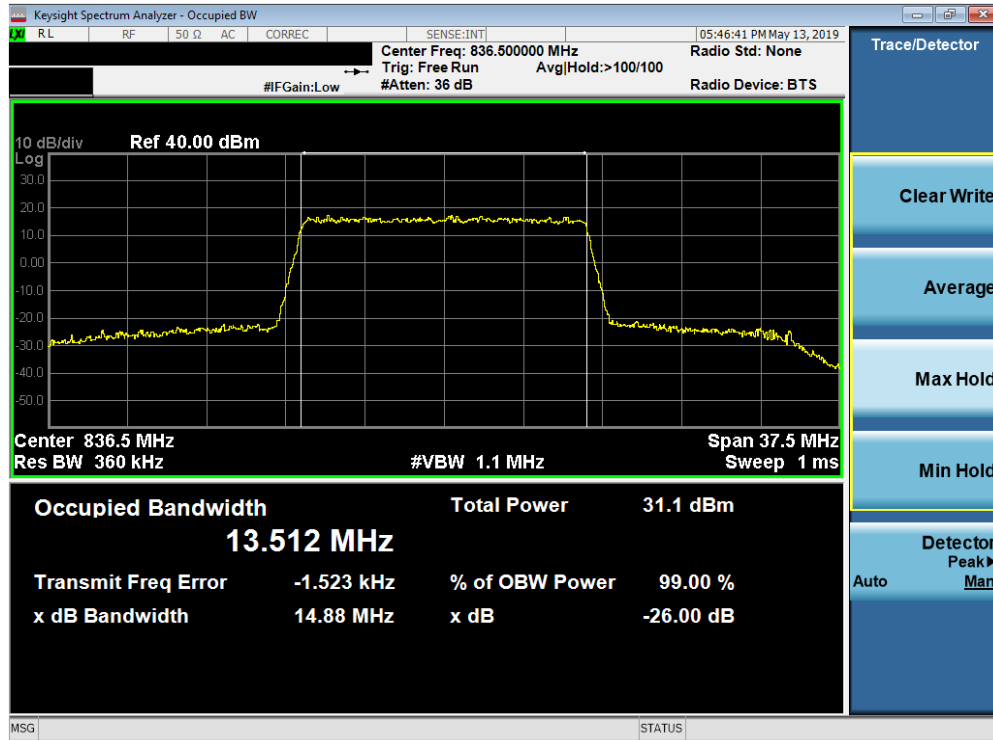 Keysight Spectrum Analyzer - Occupied BW
LXI RL RF 50 Ω AC CORREC SENSE:INT 05:46:41 PM May 13, 2019
Center Freq: 836.500000 MHz Radio Std: None
Trig: Free Run Avg|Hold:>100/100
#IFGain:Low #Atten: 36 dB Radio Device: BTS
10 dB/div Ref 40.00 dBm
Log
30.0
20.0
10.0
0.00
-10.0
-20.0
-30.0
-40.0
-50.0
Center 836.5 MHz Span 37.5 MHz
Res BW 360 kHz #VBW 1.1 MHz Sweep 1 ms
Occupied Bandwidth Total Power 31.1 dBm
13.512 MHz
Transmit Freq Error -1.523 kHz % of OBW Power 99.00 %
x dB Bandwidth 14.88 MHz x dB -26.00 dB
MSG STATUS
Trace/Detector
Clear Write
Average
Max Hold
Min Hold
Detector
Peak▶
Auto Man